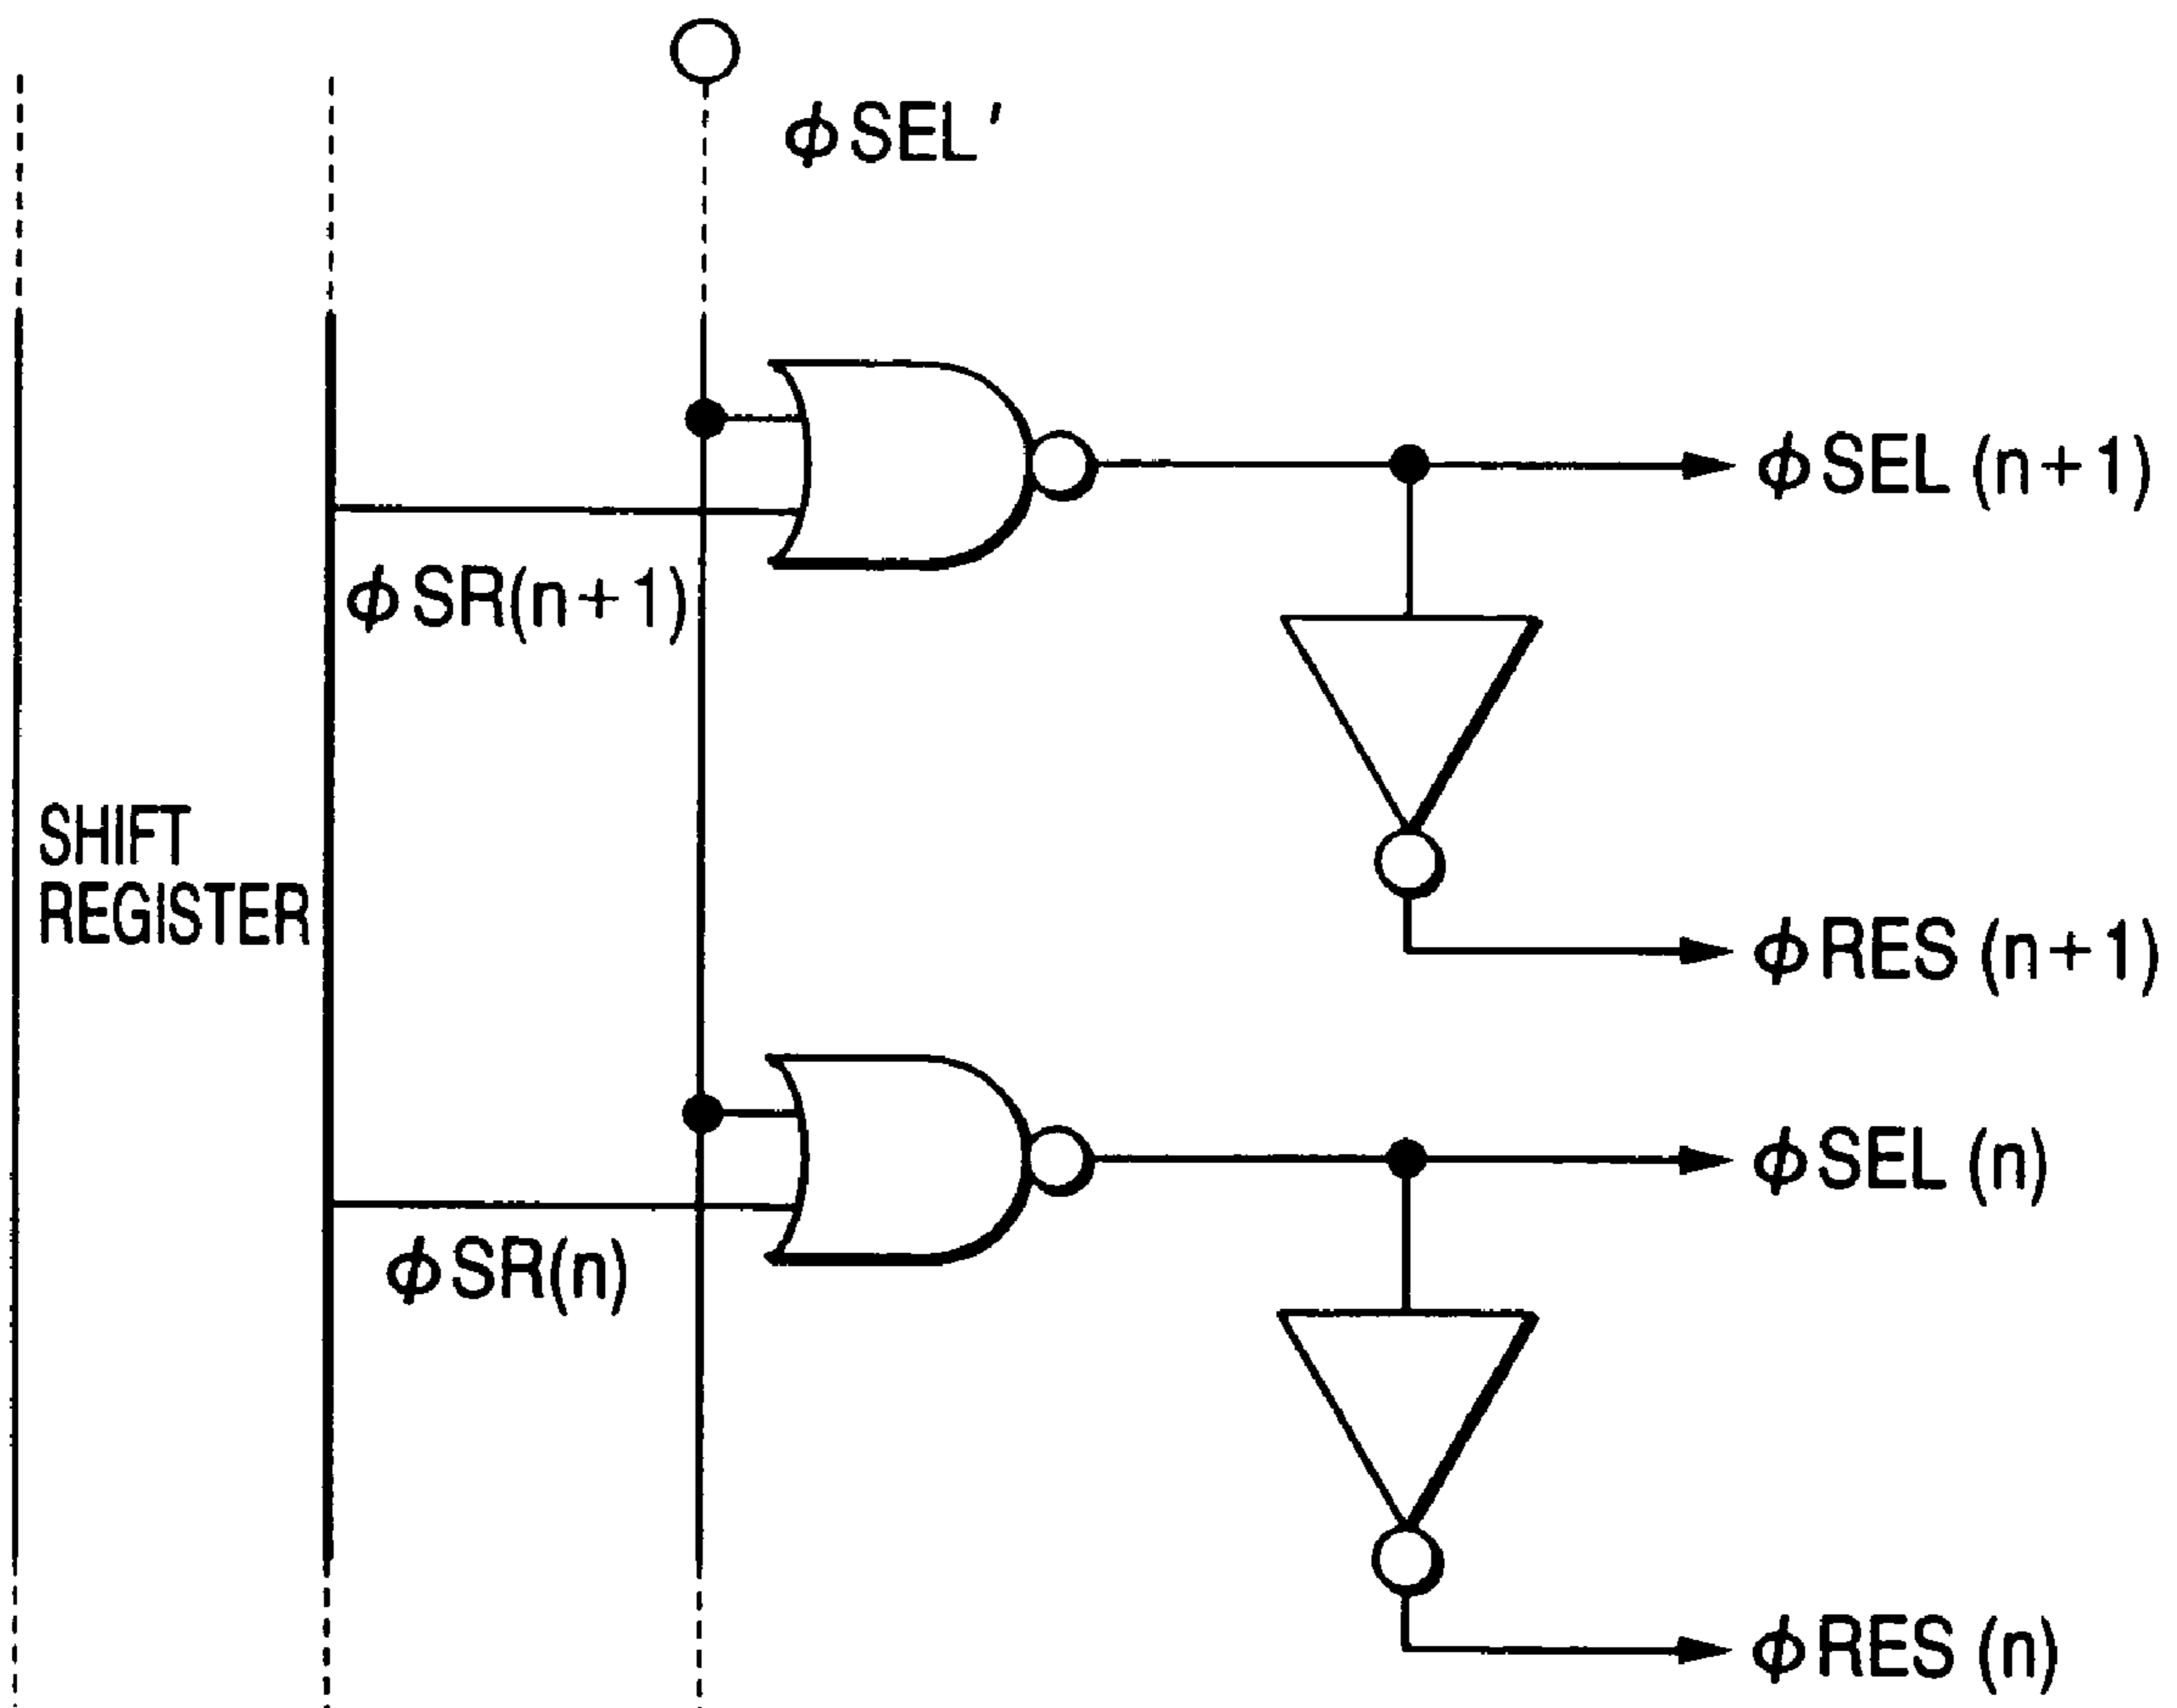 ϕSEL′
ϕSEL (n+1)
ϕSR(n+1)
SHIFT
REGISTER
ϕRES (n+1)
ϕSEL (n)
ϕSR(n)
ϕRES (n)